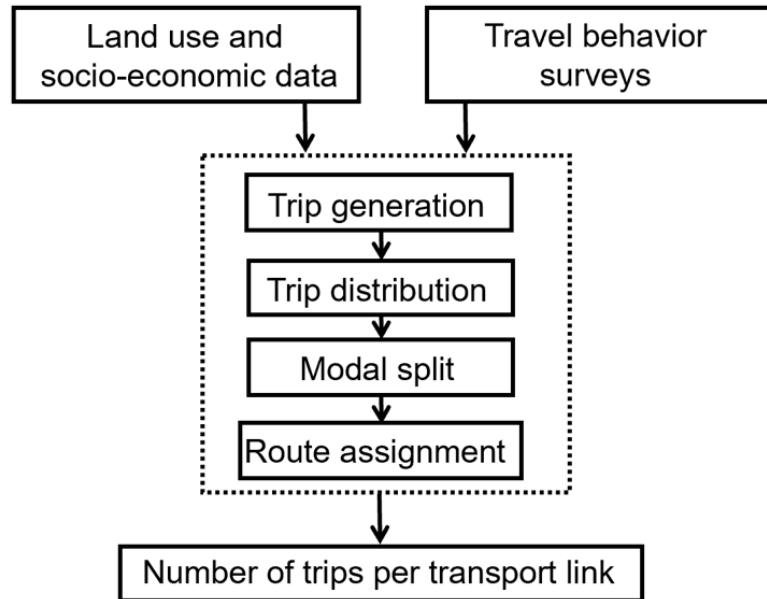 Land use and
socio-economic data
Travel behavior
surveys
Trip generation
Trip distribution
Modal split
Route assignment
Number of trips per transport link